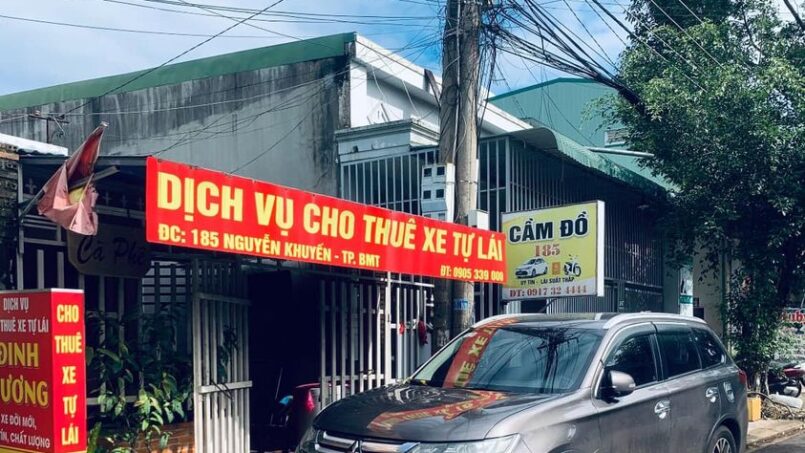 DỊCH VỤ CHO THUÊ XE TỰ LÁI
ĐC: 185 NGUYỄN KHUYẾN - TP. BMT
ĐT: 0905 339 008
CẦM ĐỒ
185
UY TÍN - LÃI SUẤT THẤP
ĐT: 0917 32 4444
Cà Phê
DỊCH VỤ
THUÊ XE TỰ LÁI
ĐINH
XE ĐỜI MỚI,
TÍN, CHẤT LƯỢNG
CHO
THUÊ
XE
TỰ
LÁI